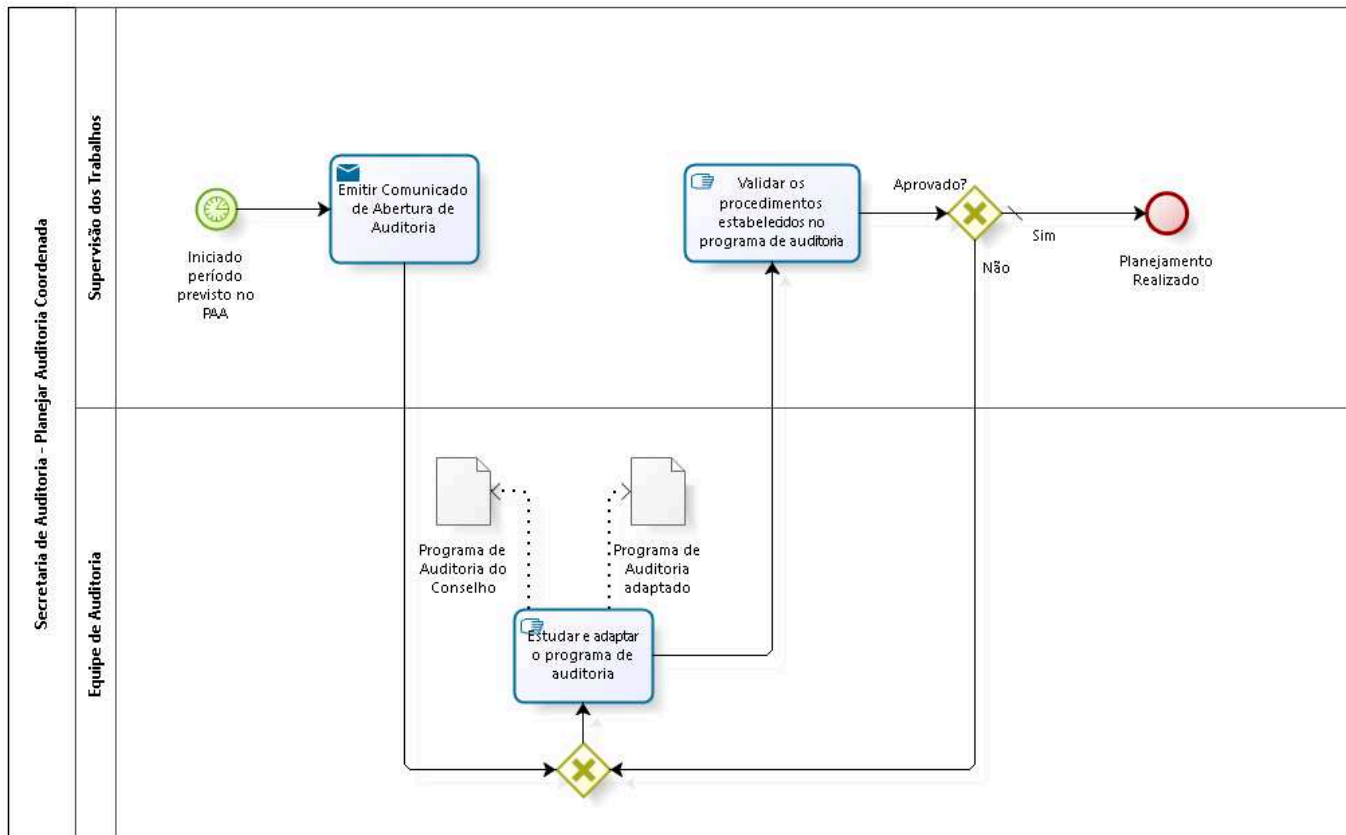 Secretaria de Auditoria - Planejar Auditoria Coordenada
Supervisão dos Trabalhos
Iniciado
período
previsto no
PAA
Emitir Comunicado
de Abertura de
Auditoria
Validar os
procedimentos
estabelecidos no
programa de auditoria
Aprovado?
Sim
Não
Planejamento
Realizado
Equipe de Auditoria
Programa de
Auditoria do
Conselho
Programa de
Auditoria
adaptado
Estudar e adaptar
o programa de
auditoria